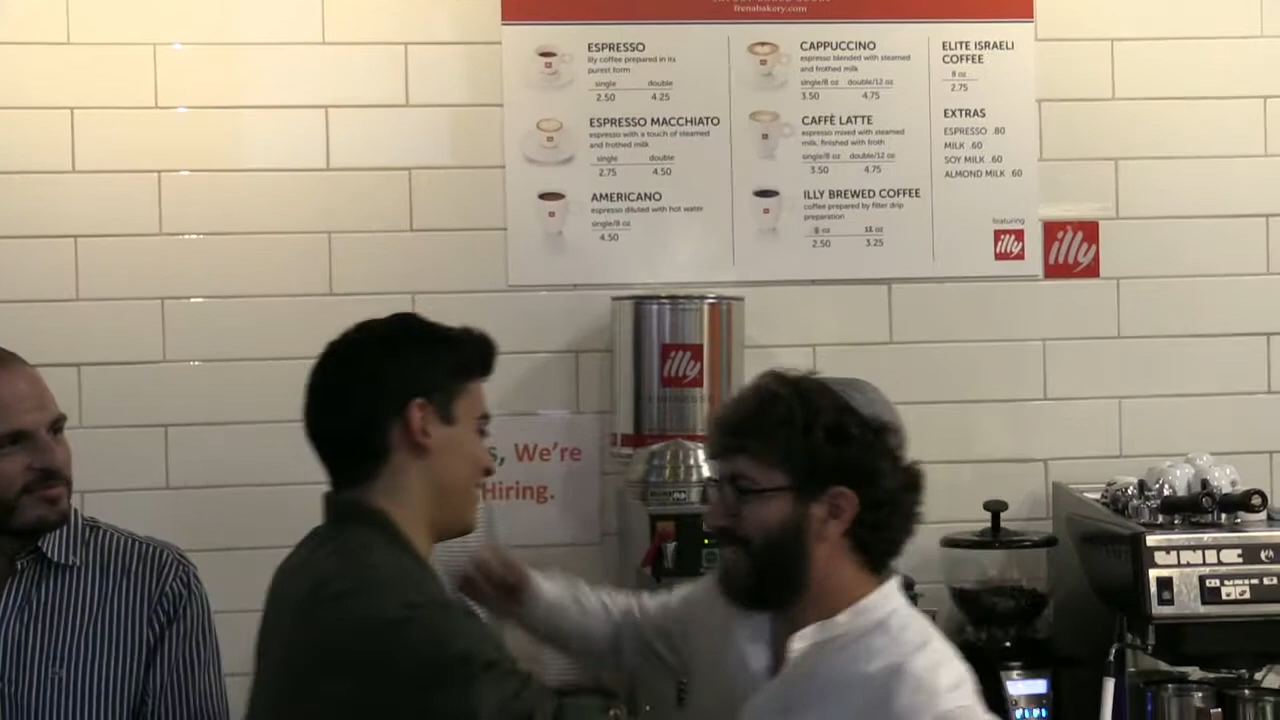 frenabakery.com
ESPRESSO
illy coffee prepared in its
purest form
single double
2.50 4.25
ESPRESSO MACCHIATO
espresso with a touch of steamed
and frothed milk
single double
2.75 4.50
AMERICANO
espresso diluted with hot water
single/8 oz
4.50
CAPPUCCINO
espresso blended with steamed
and frothed milk
single/8 oz double/12 oz
3.50 4.75
CAFFÈ LATTE
espresso mixed with steamed
milk, finished with froth
single/8 oz double/12 oz
3.50 4.75
ILLY BREWED COFFEE
coffee prepared by filter drip
preparation
8 oz 12 oz
2.50 3.25
ELITE ISRAELI
COFFEE
8 oz
2.75
EXTRAS
ESPRESSO .80
MILK .60
SOY MILK .60
ALMOND MILK .60
featuring
illy
illy
illy
s, We're
Hiring.
UNIC
UNIC